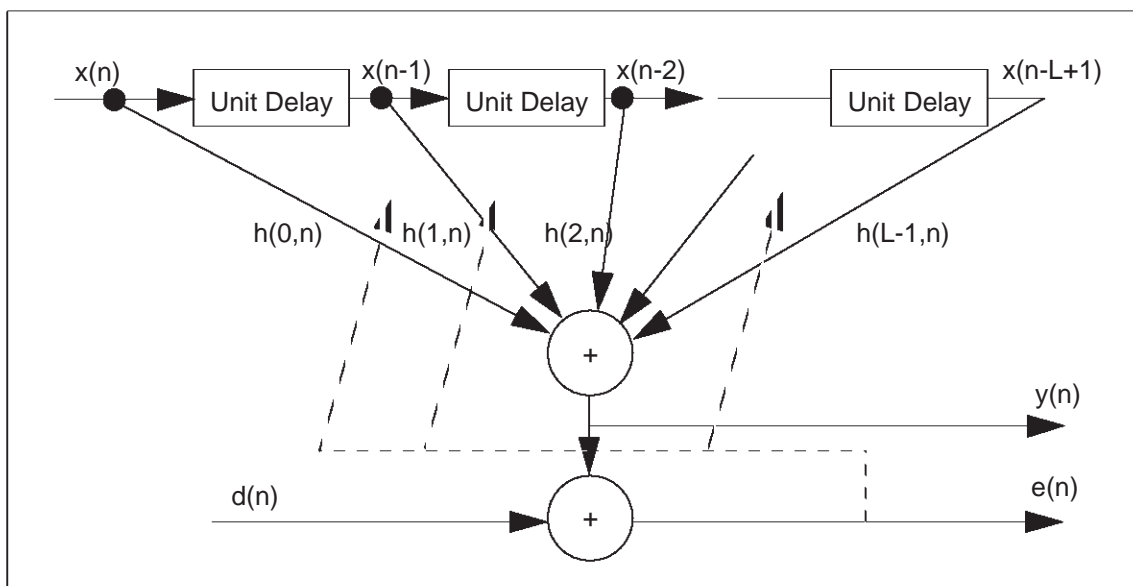 x(n)
x(n-1)
x(n-2)
x(n-L+1)
Unit Delay
Unit Delay
Unit Delay
h(0,n)
h(1,n)
h(2,n)
h(L-1,n)
+
y(n)
d(n)
+
e(n)